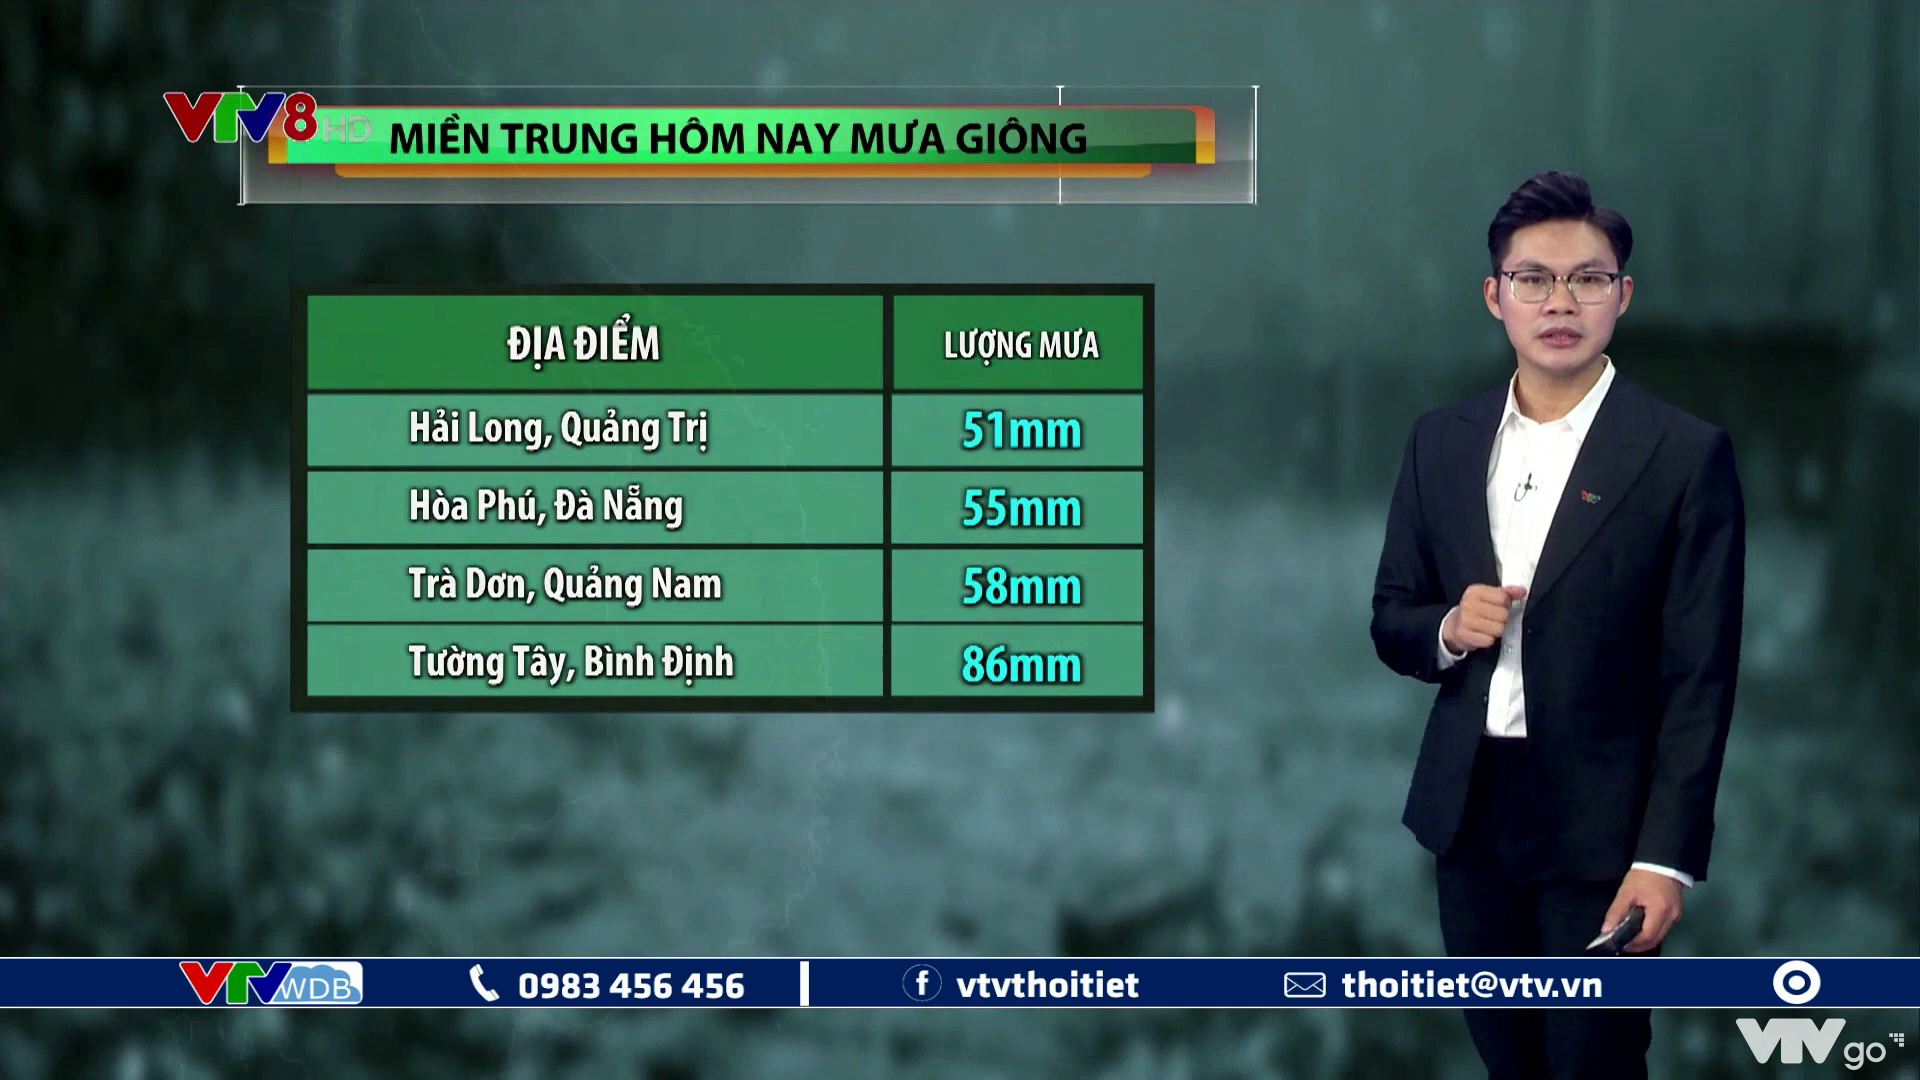 VTV8 HD
MIỀN TRUNG HÔM NAY MƯA GIÔNG
ĐỊA ĐIỂM LƯỢNG MƯA
Hải Long, Quảng Trị 51mm
Hòa Phú, Đà Nẵng 55mm
Trà Dơn, Quảng Nam 58mm
Tường Tây, Bình Định 86mm
VTV WDB 0983 456 456 vtvthoitiet thoitiet@vtv.vn
VTV go